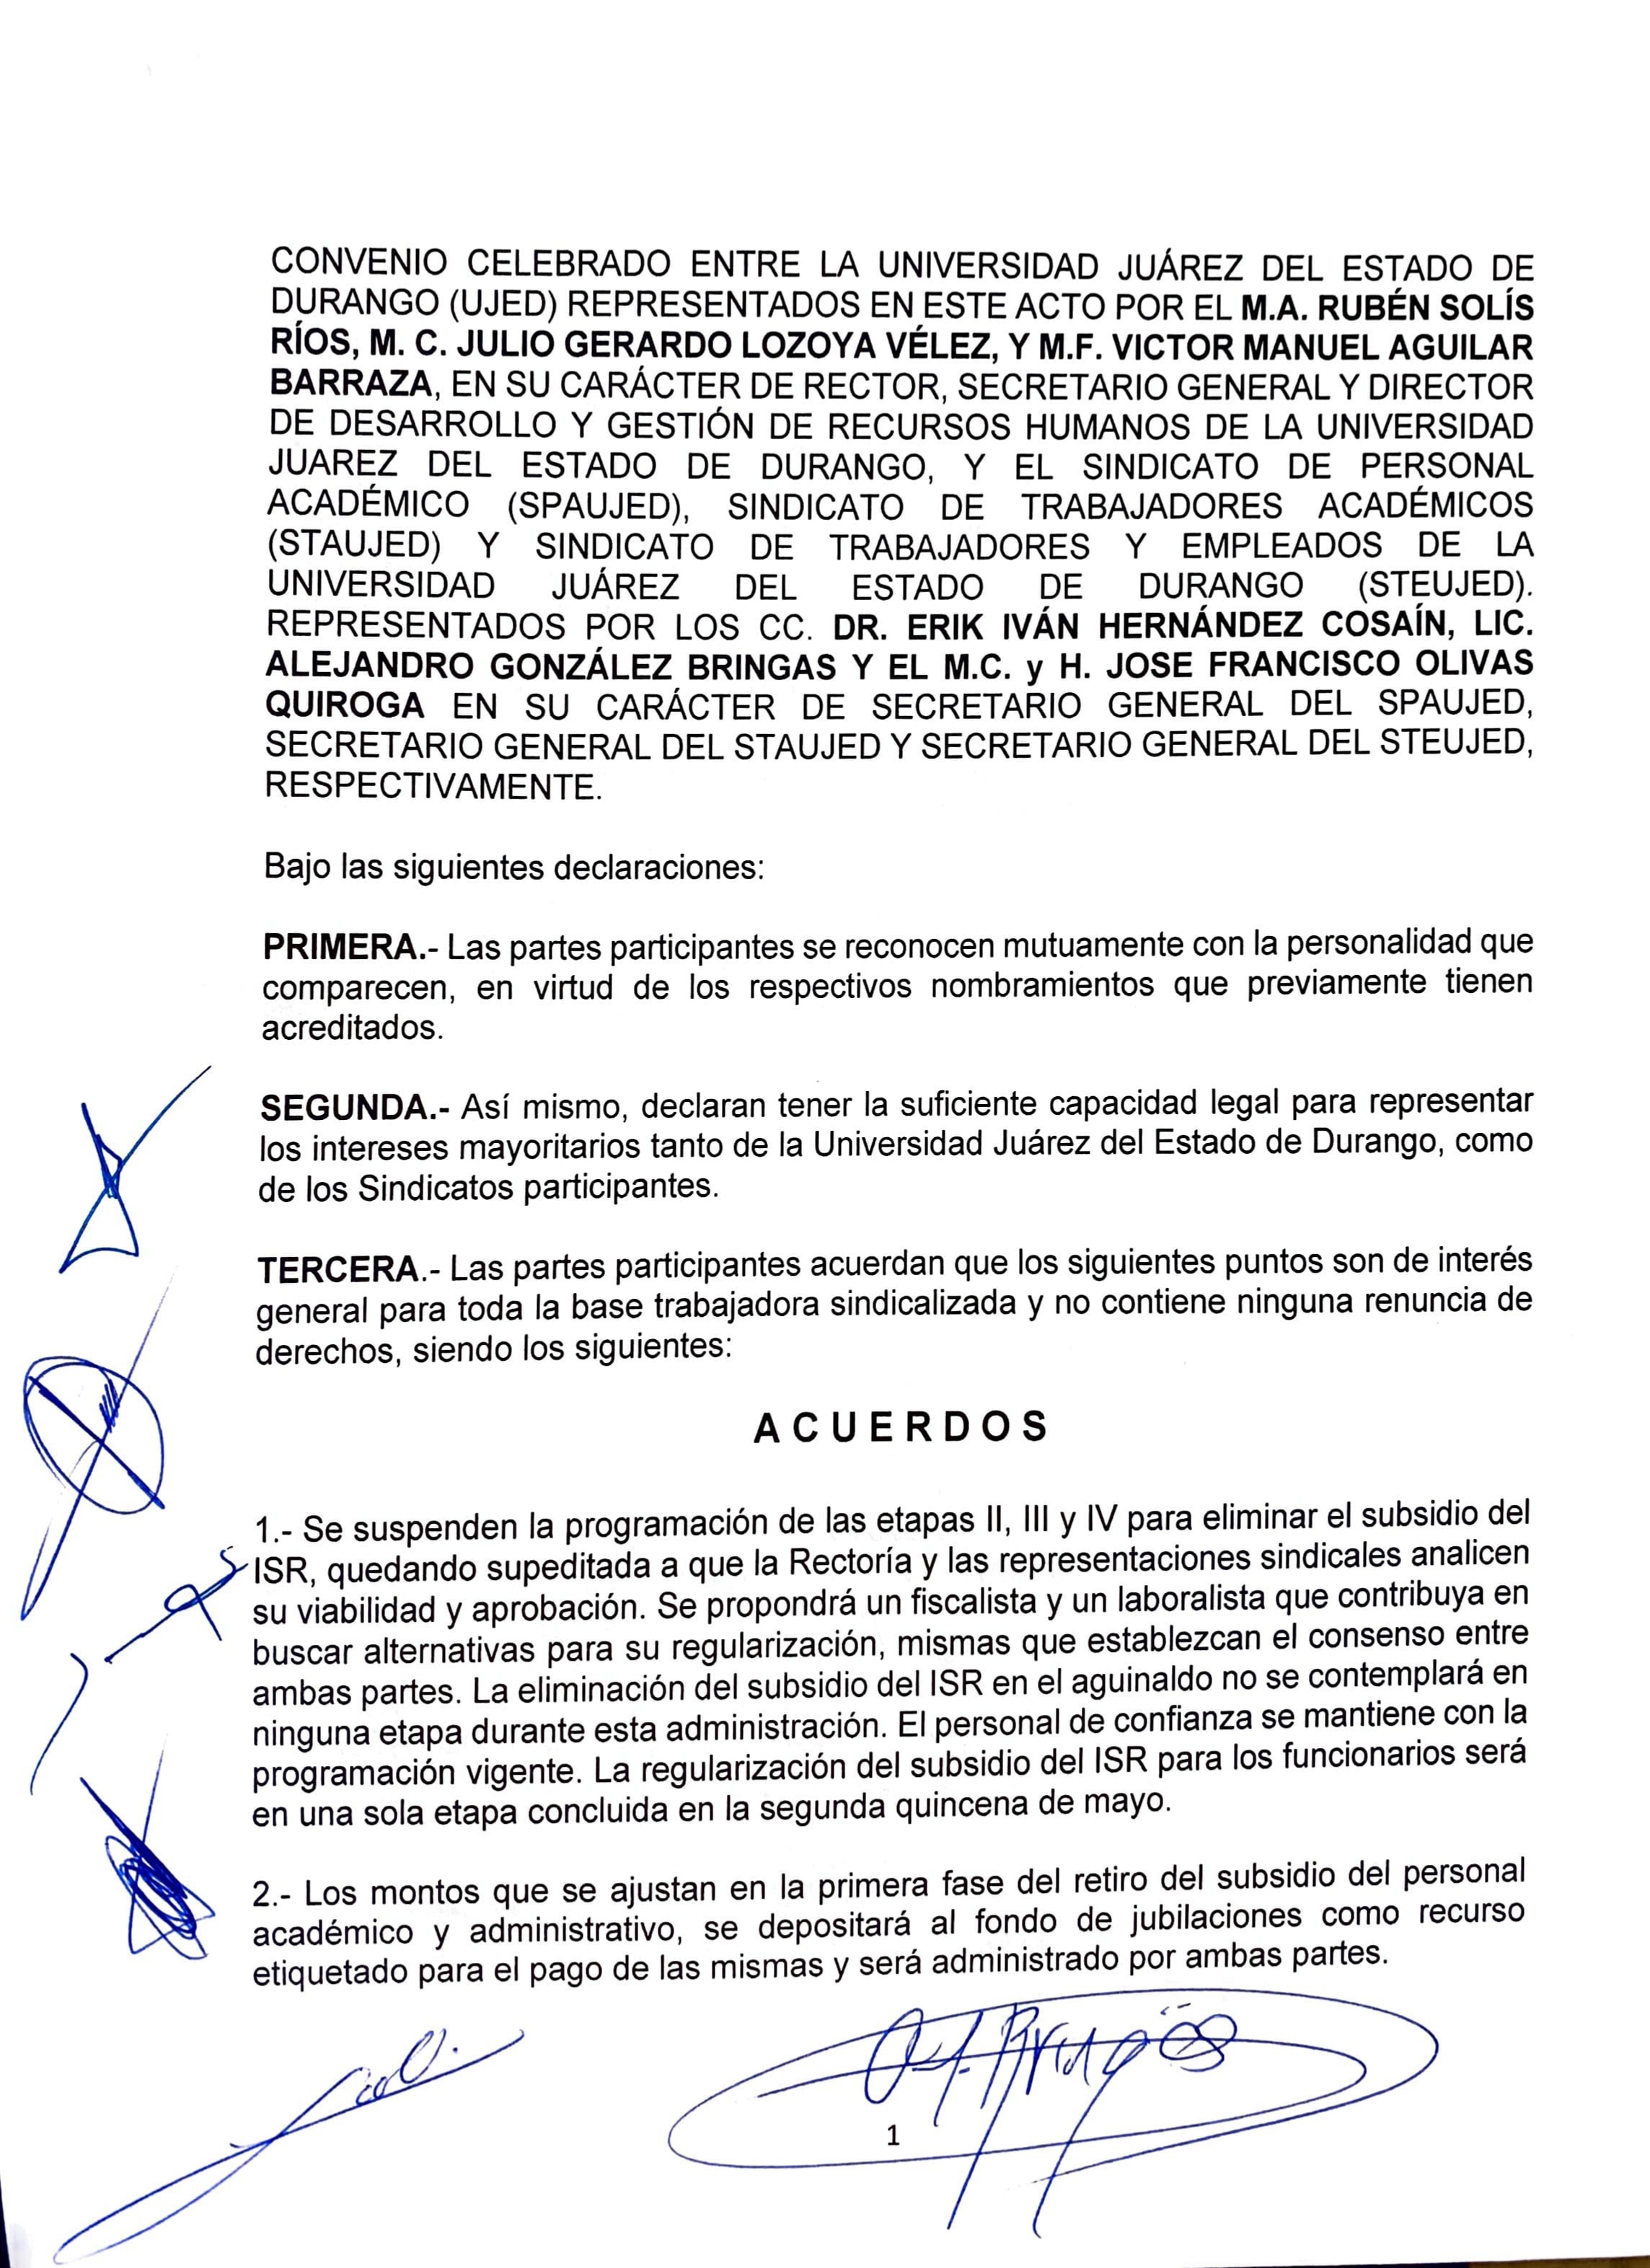 CONVENIO CELEBRADO ENTRE LA UNIVERSIDAD JUÁREZ DEL ESTADO DE
DURANGO (UJED) REPRESENTADOS EN ESTE ACTO POR EL M.A. RUBÉN SOLÍS
RÍOS, M. C. JULIO GERARDO LOZOYA VÉLEZ, Y M.F. VICTOR MANUEL AGUILAR
BARRAZA, EN SU CARÁCTER DE RECTOR, SECRETARIO GENERAL Y DIRECTOR
DE DESARROLLO Y GESTIÓN DE RECURSOS HUMANOS DE LA UNIVERSIDAD
JUAREZ DEL ESTADO DE DURANGO, Y EL SINDICATO DE PERSONAL
ACADÉMICO (SPAUJED), SINDICATO DE TRABAJADORES ACADÉMICOS
(STAUJED) Y SINDICATO DE TRABAJADORES Y EMPLEADOS DE LA
UNIVERSIDAD JUÁREZ DEL ESTADO DE DURANGO (STEUJED).
REPRESENTADOS POR LOS CC. DR. ERIK IVÁN HERNÁNDEZ COSAÍN, LIC.
ALEJANDRO GONZÁLEZ BRINGAS Y EL M.C. y H. JOSE FRANCISCO OLIVAS
QUIROGA EN SU CARÁCTER DE SECRETARIO GENERAL DEL SPAUJED,
SECRETARIO GENERAL DEL STAUJED Y SECRETARIO GENERAL DEL STEUJED,
RESPECTIVAMENTE.
Bajo las siguientes declaraciones:
PRIMERA.- Las partes participantes se reconocen mutuamente con la personalidad que
comparecen, en virtud de los respectivos nombramientos que previamente tienen
acreditados.
SEGUNDA.- Así mismo, declaran tener la suficiente capacidad legal para representar
los intereses mayoritarios tanto de la Universidad Juárez del Estado de Durango, como
de los Sindicatos participantes.
TERCERA.- Las partes participantes acuerdan que los siguientes puntos son de interés
general para toda la base trabajadora sindicalizada y no contiene ninguna renuncia de
derechos, siendo los siguientes:
A C U E R D O S
1.- Se suspenden la programación de las etapas II, III y IV para eliminar el subsidio del
ISR, quedando supeditada a que la Rectoría y las representaciones sindicales analicen
su viabilidad y aprobación. Se propondrá un fiscalista y un laboralista que contribuya en
buscar alternativas para su regularización, mismas que establezcan el consenso entre
ambas partes. La eliminación del subsidio del ISR en el aguinaldo no se contemplará en
ninguna etapa durante esta administración. El personal de confianza se mantiene con la
programación vigente. La regularización del subsidio del ISR para los funcionarios será
en una sola etapa concluida en la segunda quincena de mayo.
2.- Los montos que se ajustan en la primera fase del retiro del subsidio del personal
académico y administrativo, se depositará al fondo de jubilaciones como recurso
etiquetado para el pago de las mismas y será administrado por ambas partes.
1